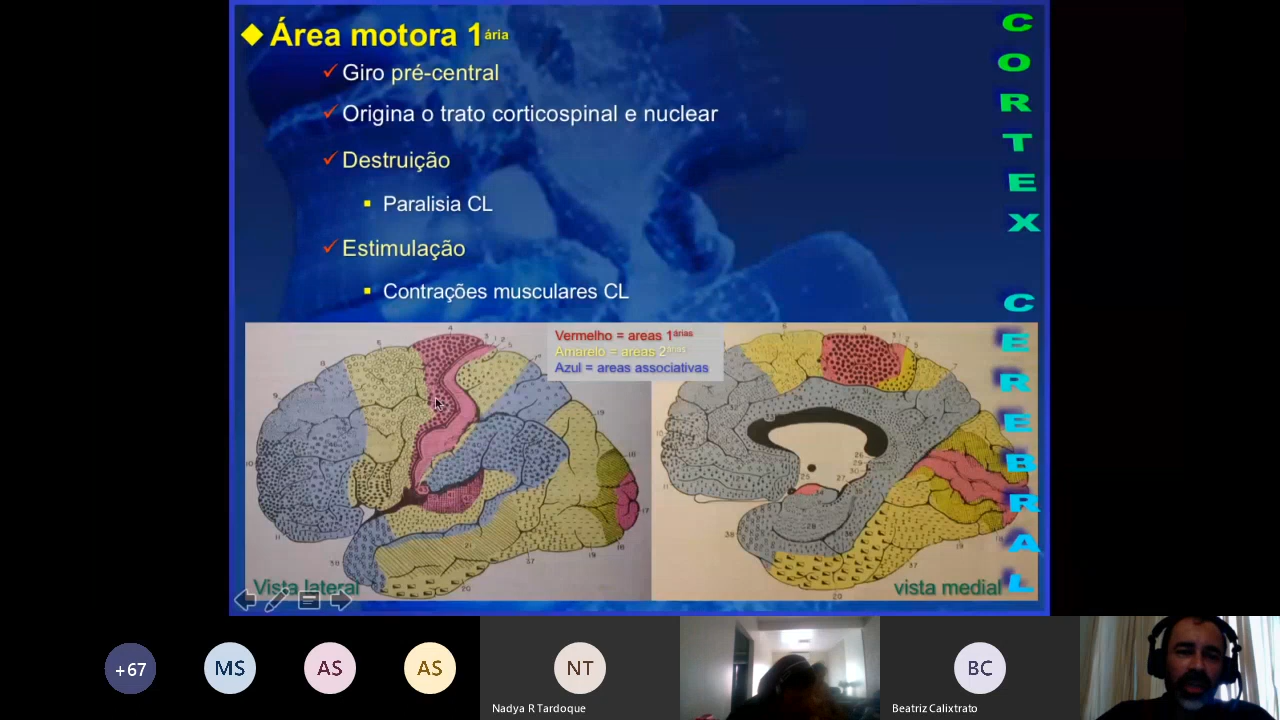 Área motora 1ária
Giro pré-central
Origina o trato corticospinal e nuclear
Destruição
Paralisia CL
Estimulação
Contrações musculares CL
CORTEX CEREBRAL
Vermelho = areas 1árias
Amarelo = areas 2árias
Azul = areas associativas
Vista lateral
vista medial
+67
MS
AS
AS
NT
Nadya R Tardoque
BC
Beatriz Calixtrato